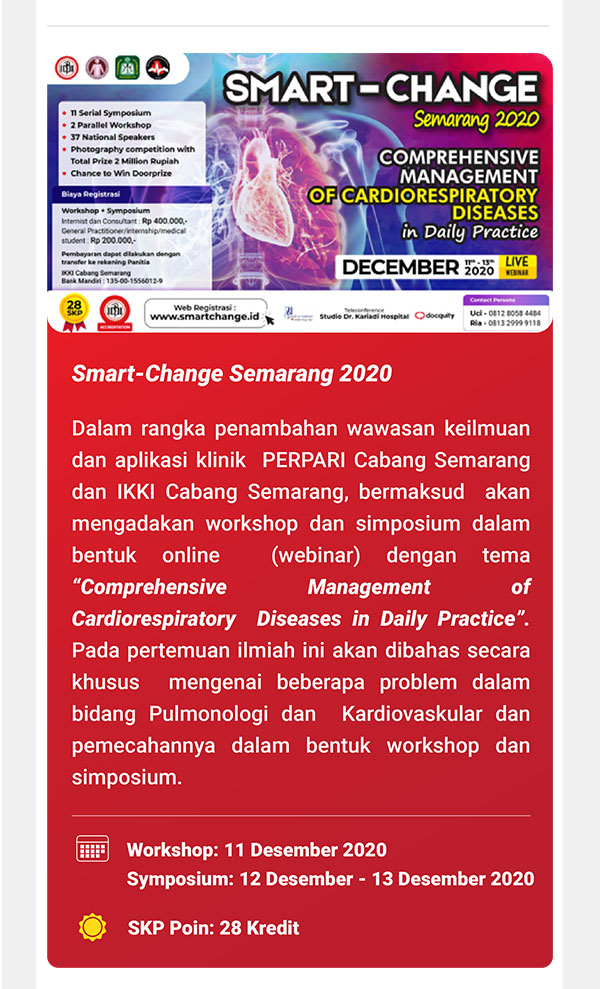 SMART-CHANGE
Semarang 2020
• 11 Serial Symposium
• 2 Parallel Workshop
• 37 National Speakers
• Photography competition with
Total Prize 2 Million Rupiah
• Chance to Win Doorprize
Biaya Registrasi
Workshop + Symposium
Internist dan Consultant : Rp 400.000,-
General Practitioner/internship/medical
student : Rp 200.000,-
Pembayaran dapat dilakukan dengan
transfer ke rekening Panitia
IKKI Cabang Semarang
Bank Mandiri : 135-00-1556012-9
COMPREHENSIVE
MANAGEMENT
OF CARDIORESPIRATORY
DISEASES
in Daily Practice
DECEMBER 11th - 13th 2020
LIVE
WEBINAR
28
SKP
ACCREDITATION
Web Registrasi :
www.smartchange.id
Teleconference
Studio Dr. Kariadi Hospital
docquity
Contact Persons
Uci - 0812 8058 4484
Ria - 0813 2999 9118
Smart-Change Semarang 2020
Dalam rangka penambahan wawasan keilmuan
dan aplikasi klinik PERPARI Cabang Semarang
dan IKKI Cabang Semarang, bermaksud akan
mengadakan workshop dan simposium dalam
bentuk online (webinar) dengan tema
“Comprehensive Management of
Cardiorespiratory Diseases in Daily Practice”.
Pada pertemuan ilmiah ini akan dibahas secara
khusus mengenai beberapa problem dalam
bidang Pulmonologi dan Kardiovaskular dan
pemecahannya dalam bentuk workshop dan
simposium.
Workshop: 11 Desember 2020
Symposium: 12 Desember - 13 Desember 2020
SKP Poin: 28 Kredit